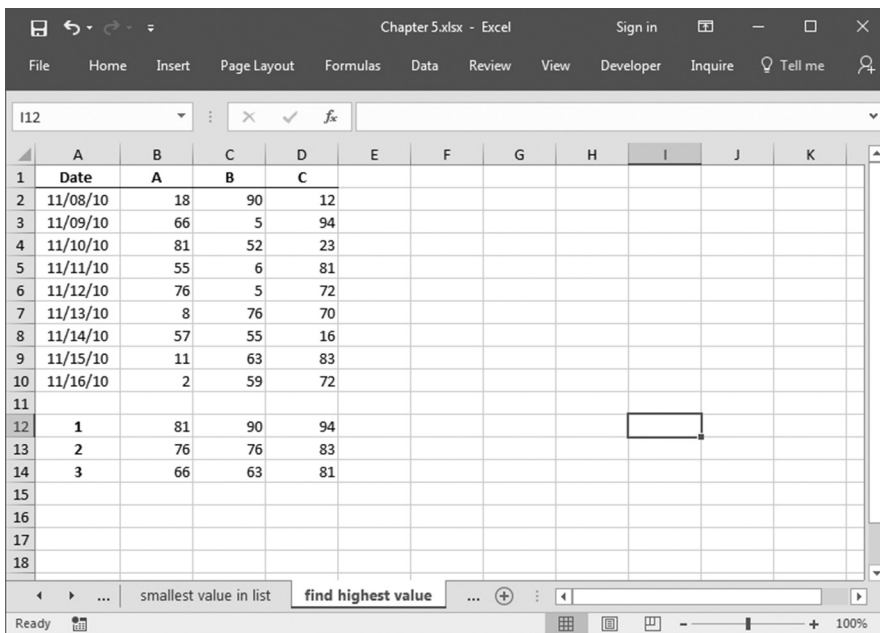 Chapter 5.xlsx - Excel Sign in
File Home Insert Page Layout Formulas Data Review View Developer Inquire Tell me
I12 fx
A B C D E F G H I J K
1 Date A B C
2 11/08/10 18 90 12
3 11/09/10 66 5 94
4 11/10/10 81 52 23
5 11/11/10 55 6 81
6 11/12/10 76 5 72
7 11/13/10 8 76 70
8 11/14/10 57 55 16
9 11/15/10 11 63 83
10 11/16/10 2 59 72
11
12 1 81 90 94
13 2 76 76 83
14 3 66 63 81
15
16
17
18
... smallest value in list find highest value ...
Ready 100%